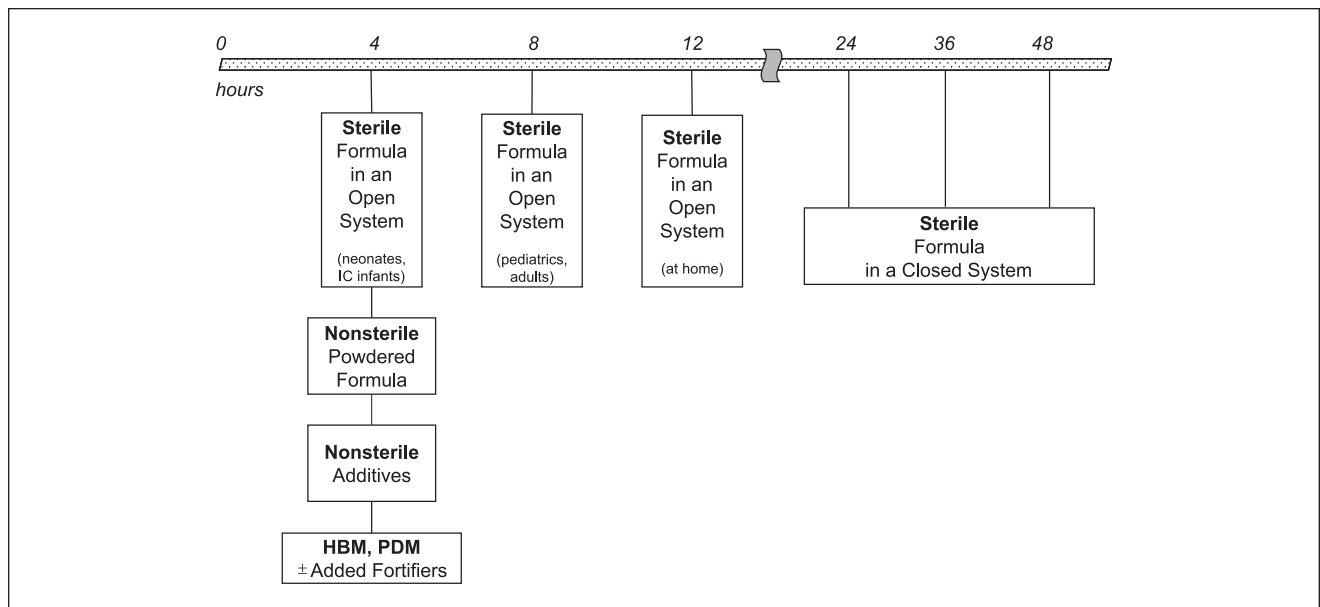 0 4 8 12 24 36 48
hours
Sterile
Formula
in an
Open
System
(neonates,
IC infants)
Sterile
Formula
in an
Open
System
(pediatrics,
adults)
Sterile
Formula
in an
Open
System
(at home)
Sterile
Formula
in a Closed System
Nonsterile
Powdered
Formula
Nonsterile
Additives
HBM, PDM
± Added Fortifiers